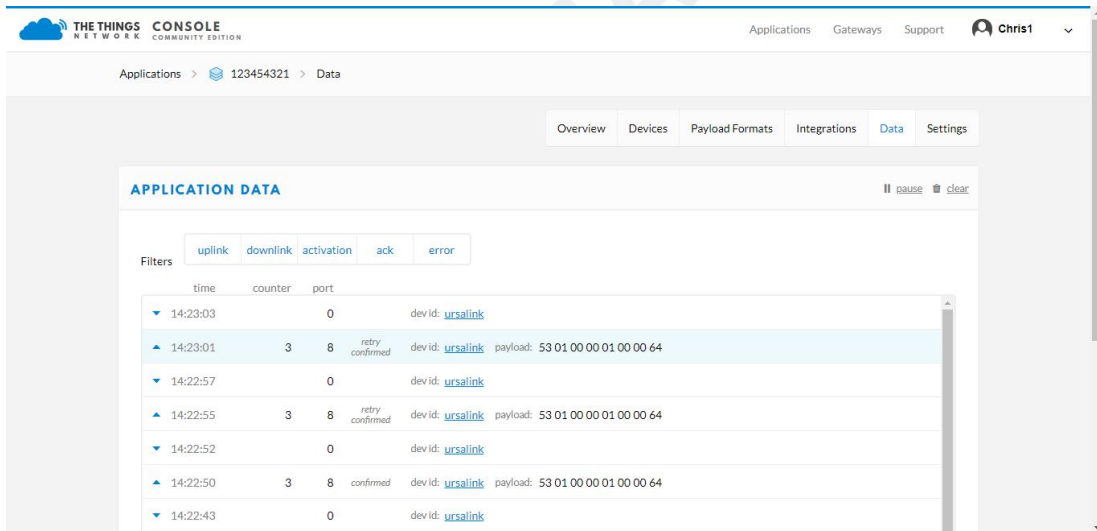 THE THINGS NETWORK CONSOLE COMMUNITY EDITION
Applications Gateways Support Chris1
Applications > 123454321 > Data
Overview Devices Payload Formats Integrations Data Settings
APPLICATION DATA
pause clear
Filters uplink downlink activation ack error
time counter port
14:23:03 0 dev id: ursalink
14:23:01 3 8 retry confirmed dev id: ursalink payload: 53 01 00 00 01 00 00 64
14:22:57 0 dev id: ursalink
14:22:55 3 8 retry confirmed dev id: ursalink payload: 53 01 00 00 01 00 00 64
14:22:52 0 dev id: ursalink
14:22:50 3 8 confirmed dev id: ursalink payload: 53 01 00 00 01 00 00 64
14:22:43 0 dev id: ursalink